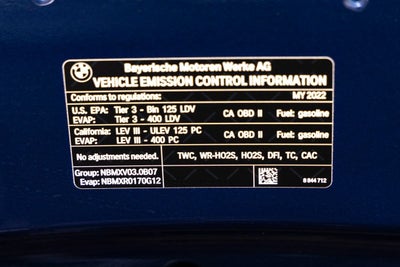 BMW
Bayerische Motoren Werke AG
VEHICLE EMISSION CONTROL INFORMATION
Conforms to regulations: MY 2022
U.S. EPA: Tier 3 - Bin 125 LDV CA OBD II Fuel: gasoline
EVAP: Tier 3 - 400 LDV
California: LEV III - ULEV 125 PC CA OBD II Fuel: gasoline
EVAP: LEV III - 400 PC
No adjustments needed. TWC, WR-HO2S, HO2S, DFI, TC, CAC
Group: NBMXV03.0B07
Evap: NBMXR0170G12 8 844 712